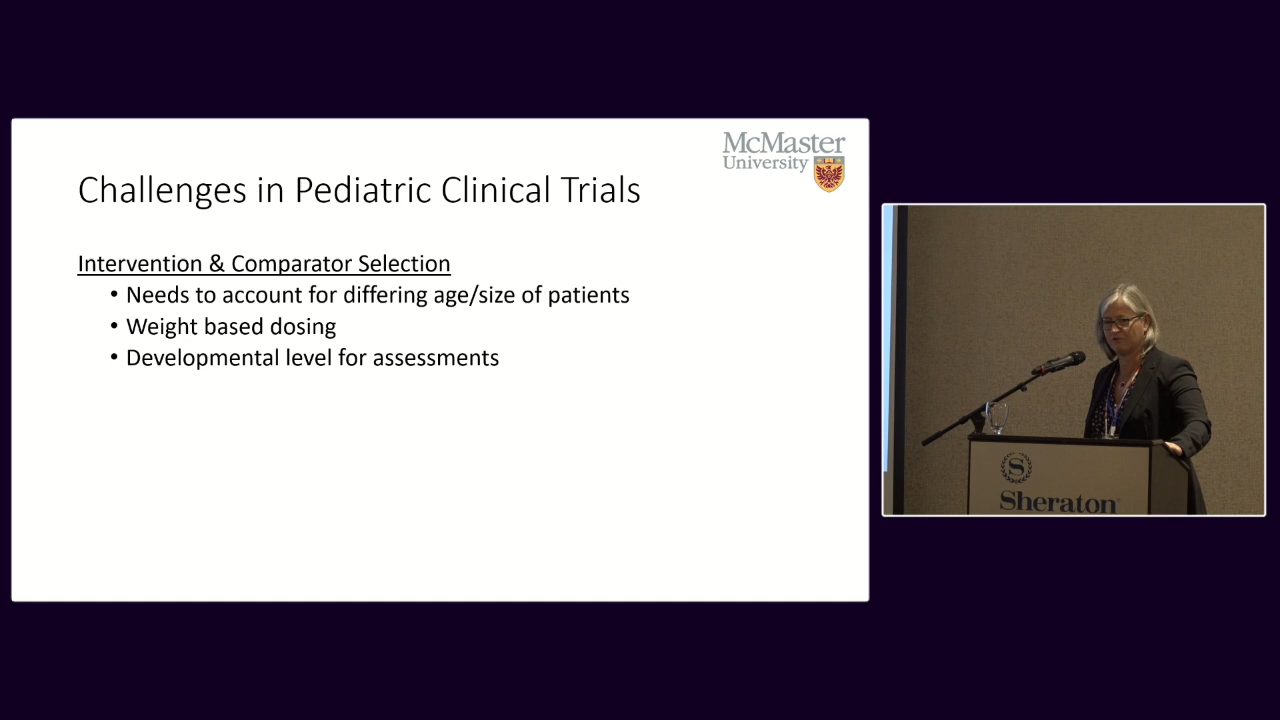 McMaster
University
Challenges in Pediatric Clinical Trials
Intervention & Comparator Selection
• Needs to account for differing age/size of patients
• Weight based dosing
• Developmental level for assessments
S
Sheraton